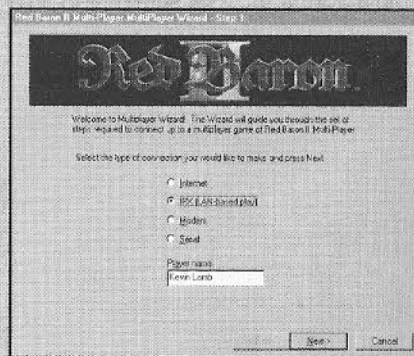 Red Baron II Multi-Player MultiPlayer Wizard - Step 1
Red Baron
II
Welcome to Multiplayer Wizard. The Wizard will guide you through the set of
steps required to connect up to a multiplayer game of Red Baron II Multi-Player
Select the type of connection you would like to make and press Next
Internet
IPX (LAN-based play)
Modem
Serial
Player name:
Kevin Lamb
Next >
Cancel